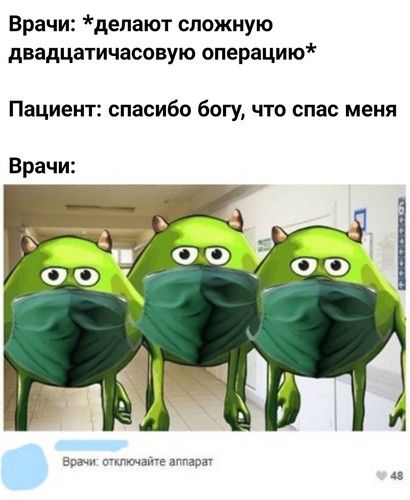 Врачи: *делают сложную
двадцатичасовую операцию*
Пациент: спасибо богу, что спас меня
Врачи:
Врачи: отключайте аппарат
48